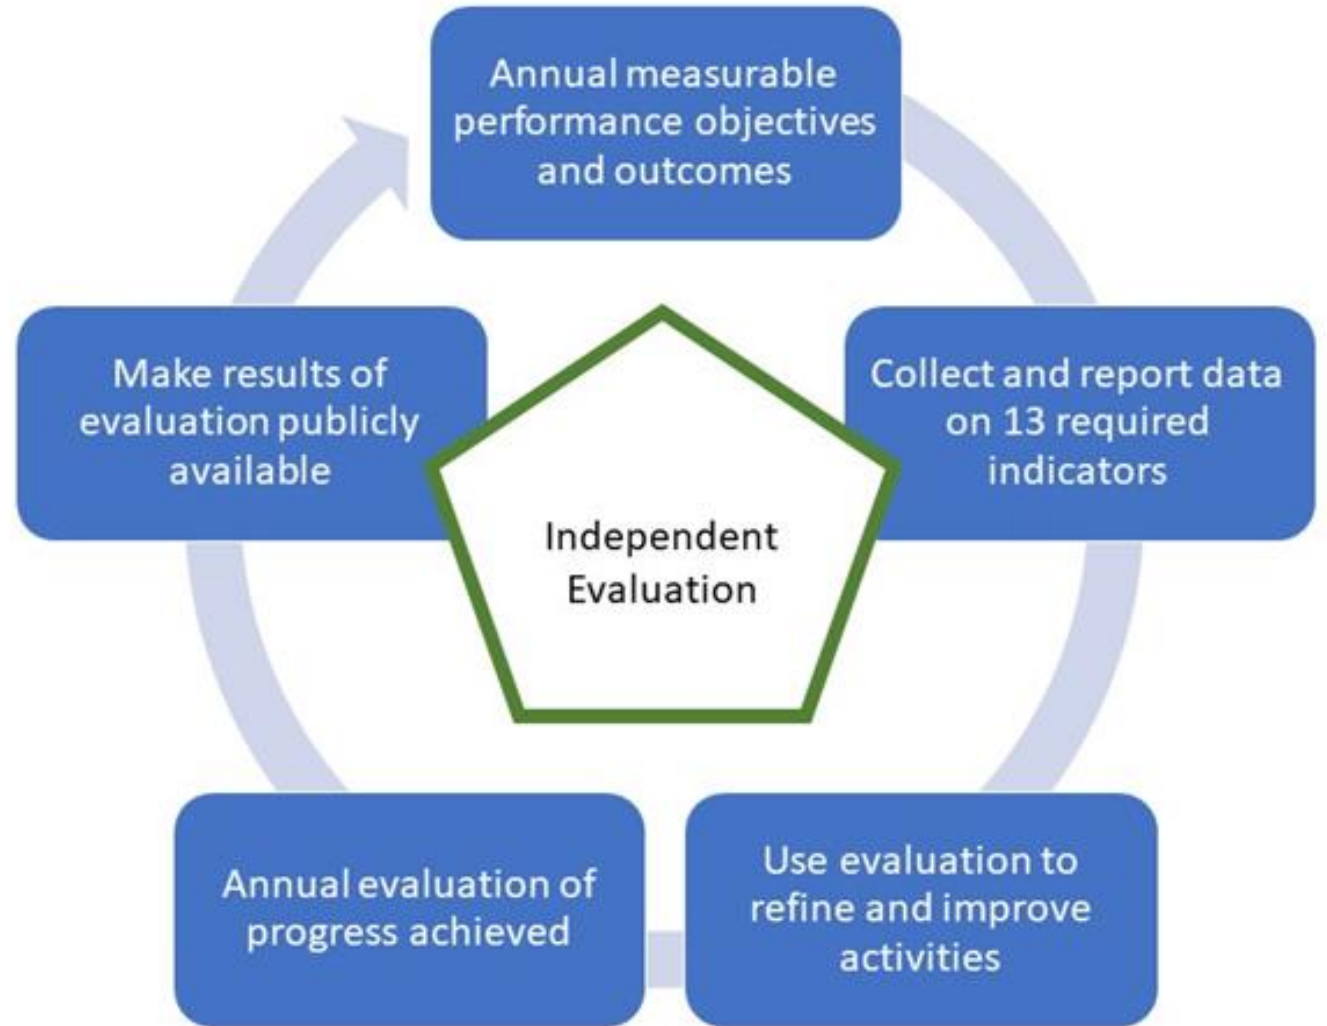 Annual measurable
performance objectives
and outcomes
Collect and report data
on 13 required
indicators
Use evaluation to
refine and improve
activities
Annual evaluation of
progress achieved
Make results of
evaluation publicly
available
Independent
Evaluation